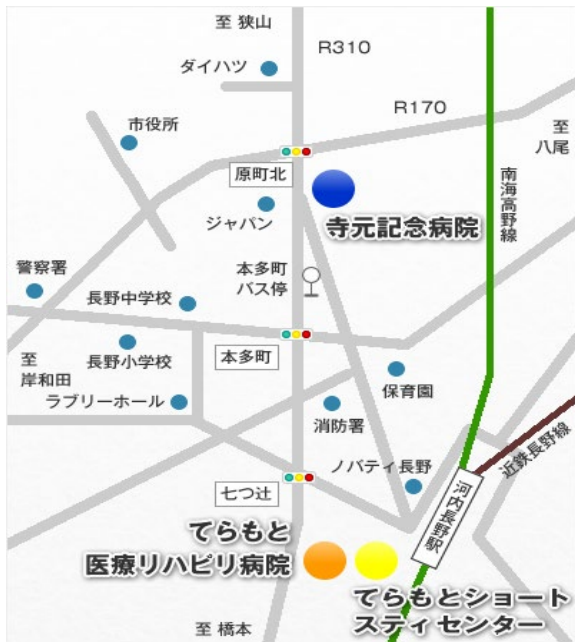 至 狭山
R310
ダイハツ
R170
市役所
至
八尾
原町北
南海高野線
ジャパン
寺元記念病院
警察署
本多町
バス停
長野中学校
至
岸和田
長野小学校
本多町
保育園
ラブリーホール
消防署
ノバティ長野
近鉄長野線
七つ辻
河内長野駅
てらもと
医療リハビリ病院
てらもとショート
スティセンター
至 橋本